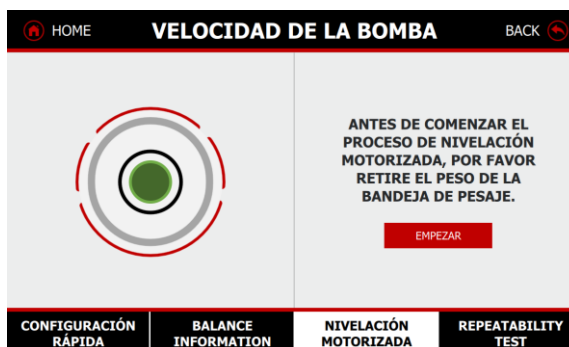 HOME
VELOCIDAD DE LA BOMBA
BACK
ANTES DE COMENZAR EL
PROCESO DE NIVELACIÓN
MOTORIZADA, POR FAVOR
RETIRE EL PESO DE LA
BANDEJA DE PESAJE.
EMPEZAR
CONFIGURACIÓN
RÁPIDA
BALANCE
INFORMATION
NIVELACIÓN
MOTORIZADA
REPEATABILITY
TEST